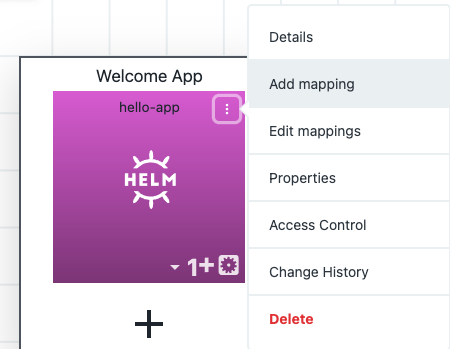 Welcome App
hello-app
HELM
1+
Details
Add mapping
Edit mappings
Properties
Access Control
Change History
Delete